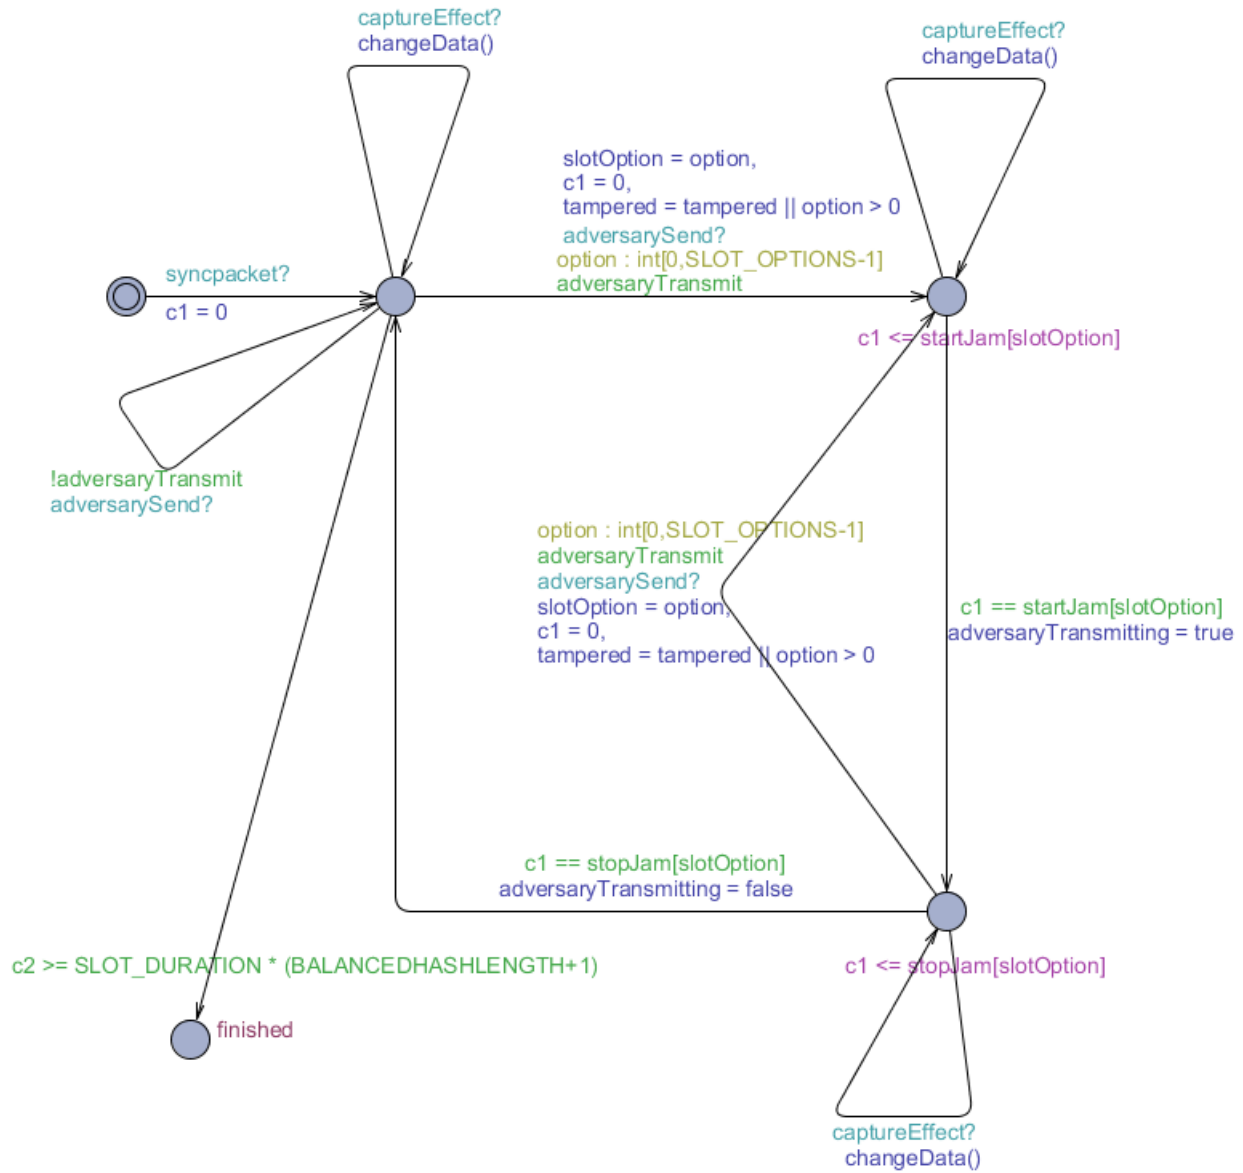 captureEffect?
changeData()
captureEffect?
changeData()
slotOption = option,
c1 = 0,
tampered = tampered || option > 0
adversarySend?
option : int[0,SLOT_OPTIONS-1]
adversaryTransmit
syncpacket?
c1 = 0
c1 <= startJam[slotOption]
!adversaryTransmit
adversarySend?
option : int[0,SLOT_OPTIONS-1]
adversaryTransmit
adversarySend?
slotOption = option,
c1 = 0,
tampered = tampered || option > 0
c1 == startJam[slotOption]
adversaryTransmitting = true
c1 == stopJam[slotOption]
adversaryTransmitting = false
c2 >= SLOT_DURATION * (BALANCEDHASHLENGTH+1)
c1 <= stopJam[slotOption]
finished
captureEffect?
changeData()